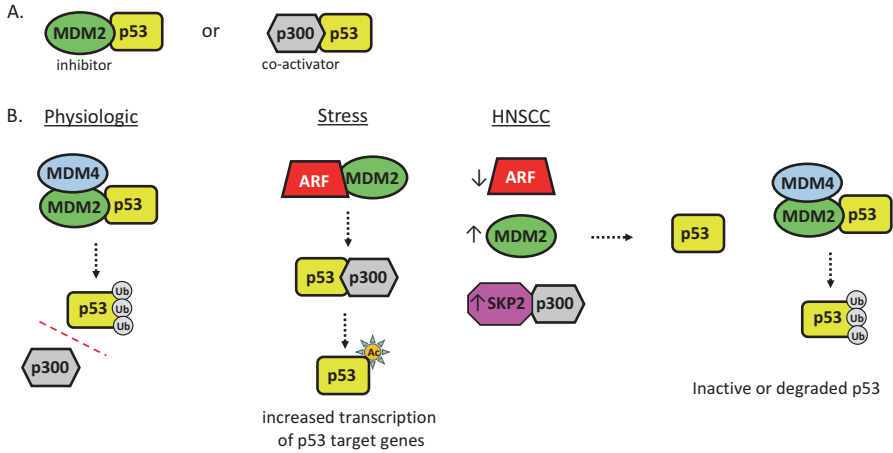 A.
MDM2 p53
inhibitor
or
p300 p53
co-activator
B.
Physiologic
MDM4
MDM2 p53
p53 Ub
Ub
Ub
p300
Stress
ARF MDM2
p53 p300
Ac
p53
increased transcription
of p53 target genes
HNSCC
↓ ARF
↑ MDM2
↑SKP2 p300
p53
MDM4
MDM2 p53
p53 Ub
Ub
Ub
Inactive or degraded p53